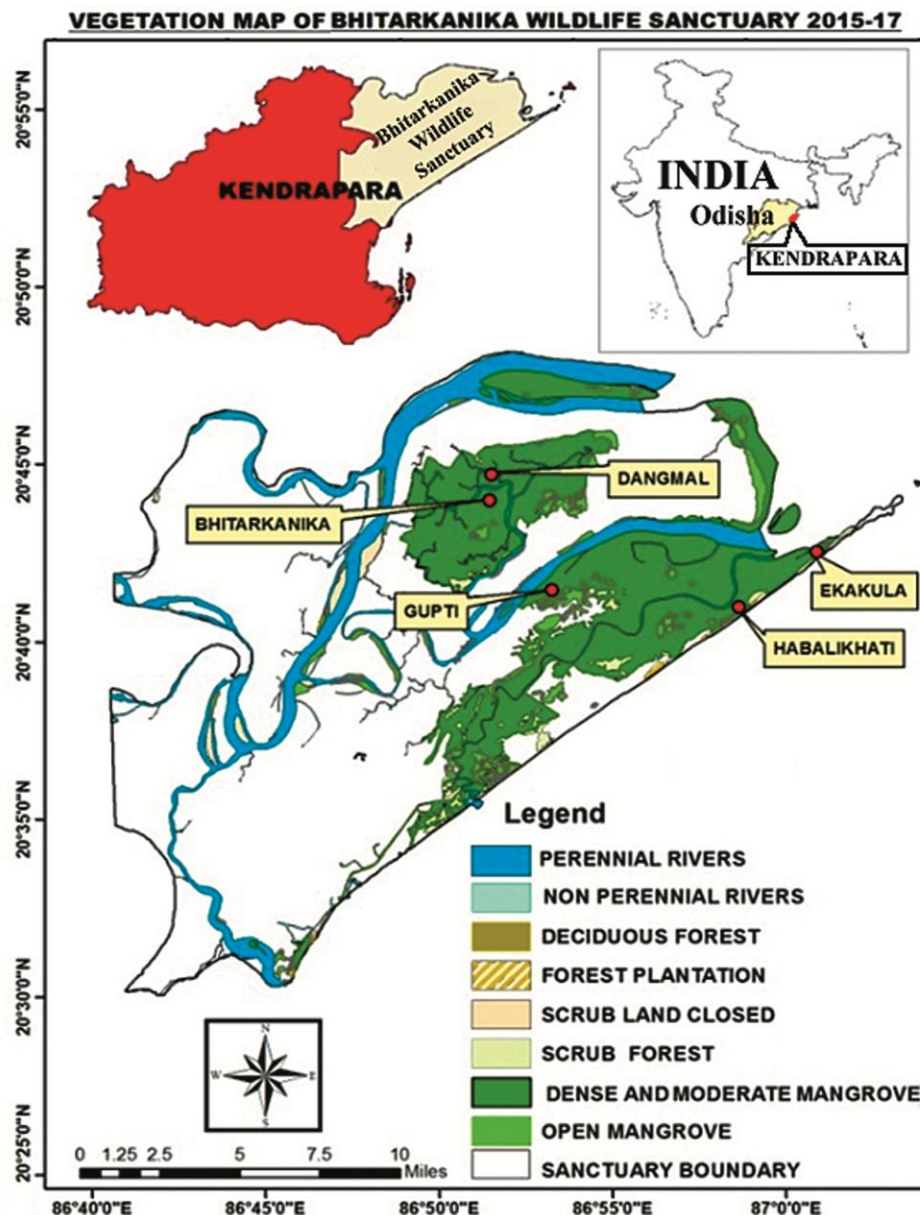 VEGETATION MAP OF BHITARKANIKA WILDLIFE SANCTUARY 2015-17
Bhitarkanika
Wildlife
Sanctuary
KENDRAPARA
INDIA
Odisha
KENDRAPARA
20°55'0"N
20°50'0"N
20°45'0"N
20°40'0"N
20°35'0"N
20°30'0"N
20°25'0"N
DANGMAL
BHITARKANIKA
GUPTI
EKAKULA
HABALIKHATI
Legend
PERENNIAL RIVERS
NON PERENNIAL RIVERS
DECIDUOUS FOREST
FOREST PLANTATION
SCRUB LAND CLOSED
SCRUB FOREST
DENSE AND MODERATE MANGROVE
OPEN MANGROVE
SANCTUARY BOUNDARY
N
W E
S
0 1.25 2.5 5 7.5 10
Miles
86°40'0"E 86°45'0"E 86°50'0"E 86°55'0"E 87°0'0"E